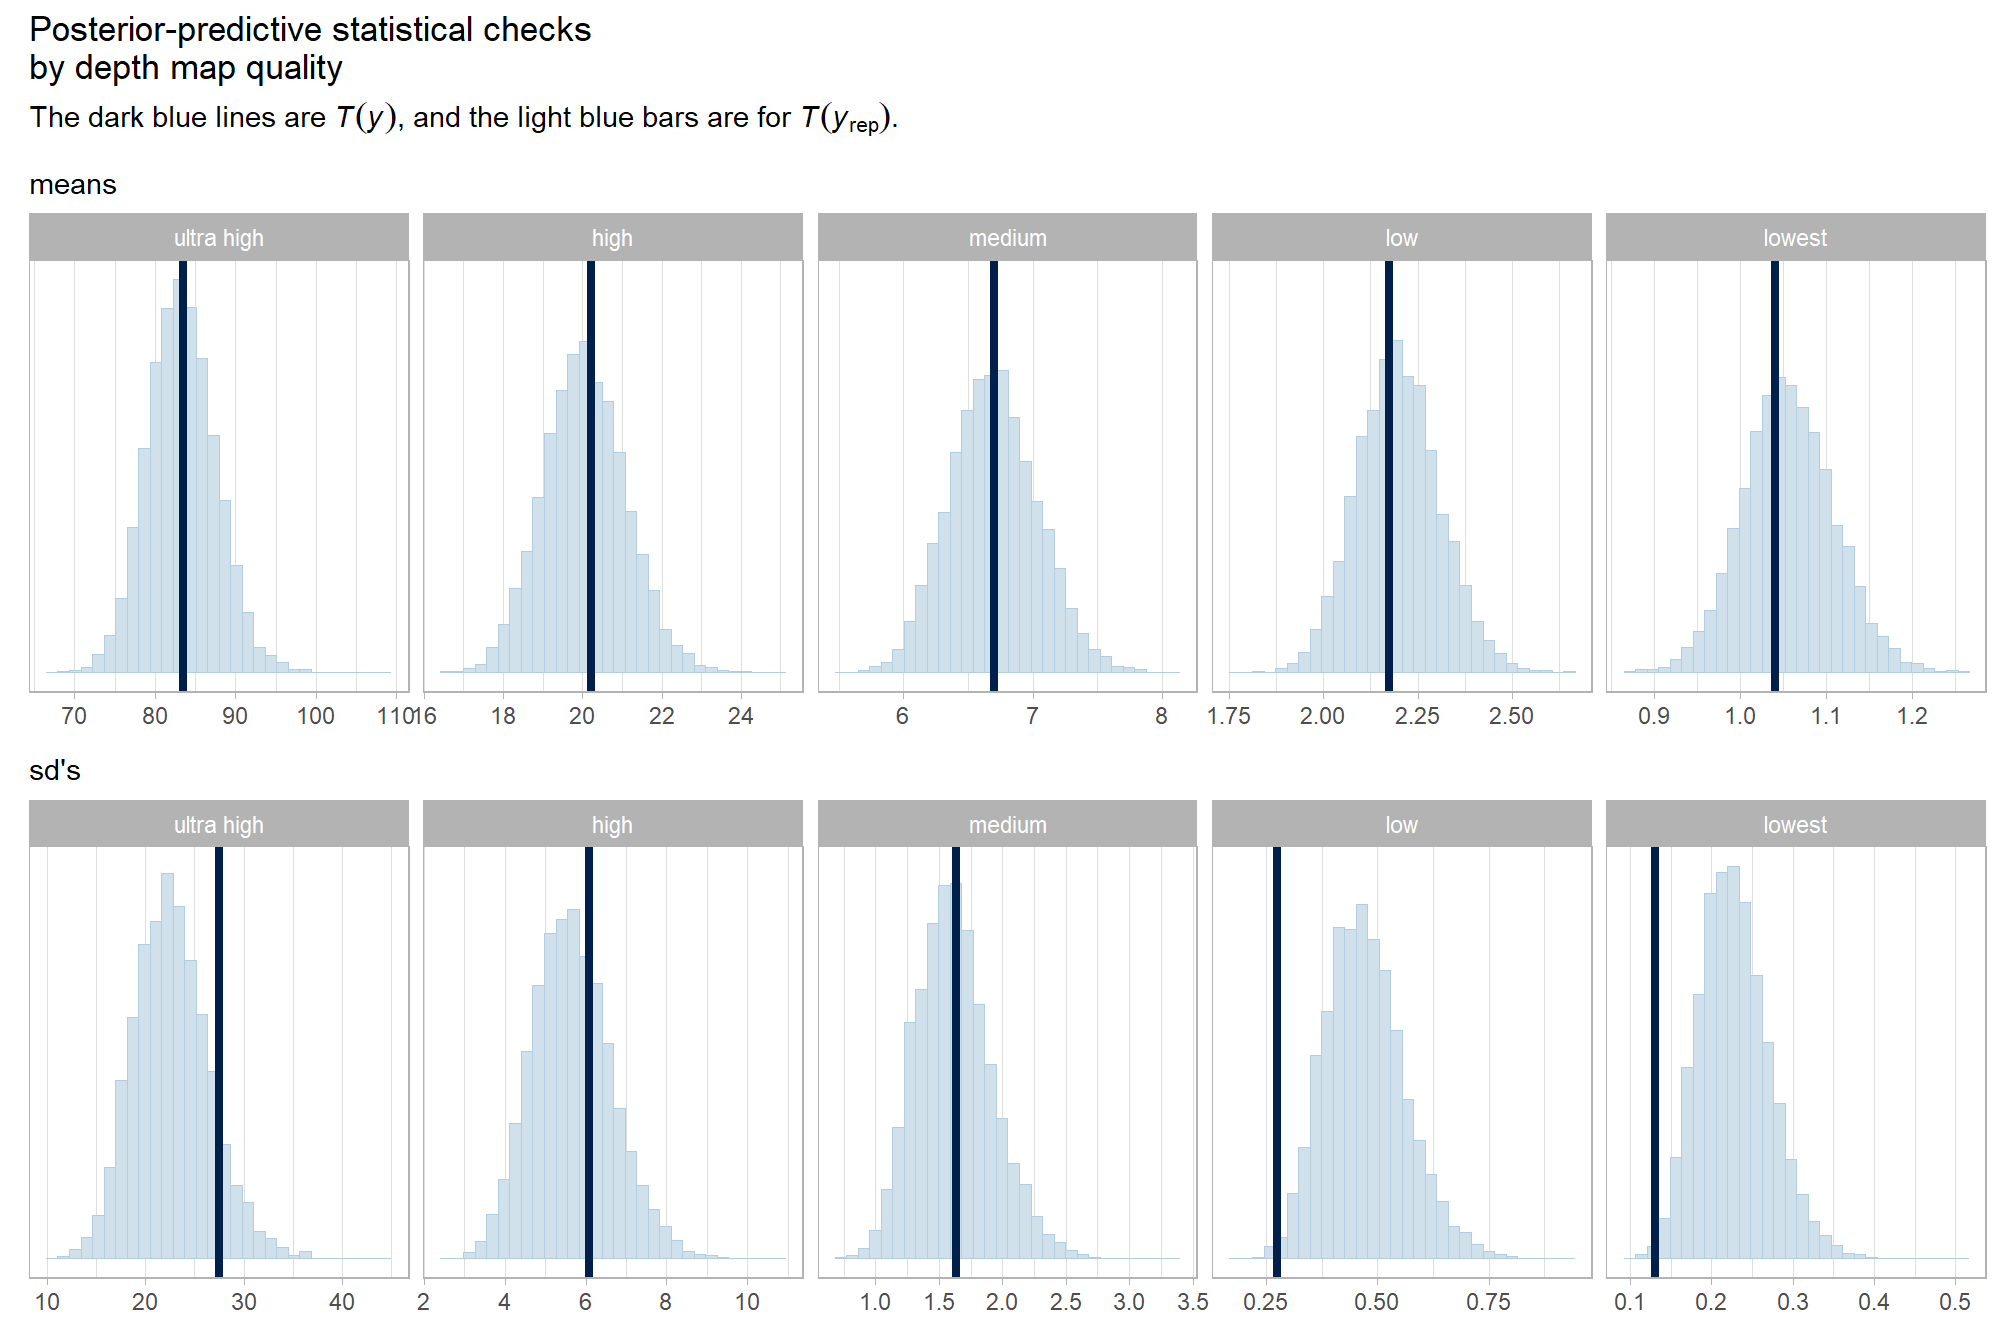 Posterior-predictive statistical checks
by depth map quality
The dark blue lines are T(y), and the light blue bars are for T(y_rep).
means
ultra high high medium low lowest
70 80 90 100 110 16 18 20 22 24 6 7 8 1.75 2.00 2.25 2.50 0.9 1.0 1.1 1.2
sd's
ultra high high medium low lowest
10 20 30 40 2 4 6 8 10 1.0 1.5 2.0 2.5 3.0 3.5 0.25 0.50 0.75 0.1 0.2 0.3 0.4 0.5